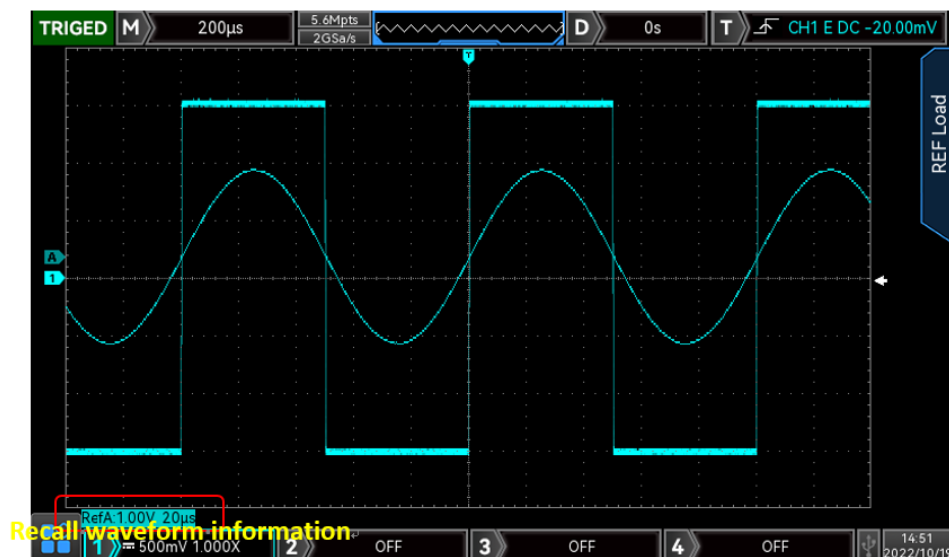 TRIGED M 200µs 5.6Mpts D 0s T CH1 E DC -20.00mV
2GSa/s
T
REF Load
A
1
RefA:1.00V 20µs
Recall waveform information
1 500mV 1.000X 2 OFF 3 OFF 4 OFF 14:51